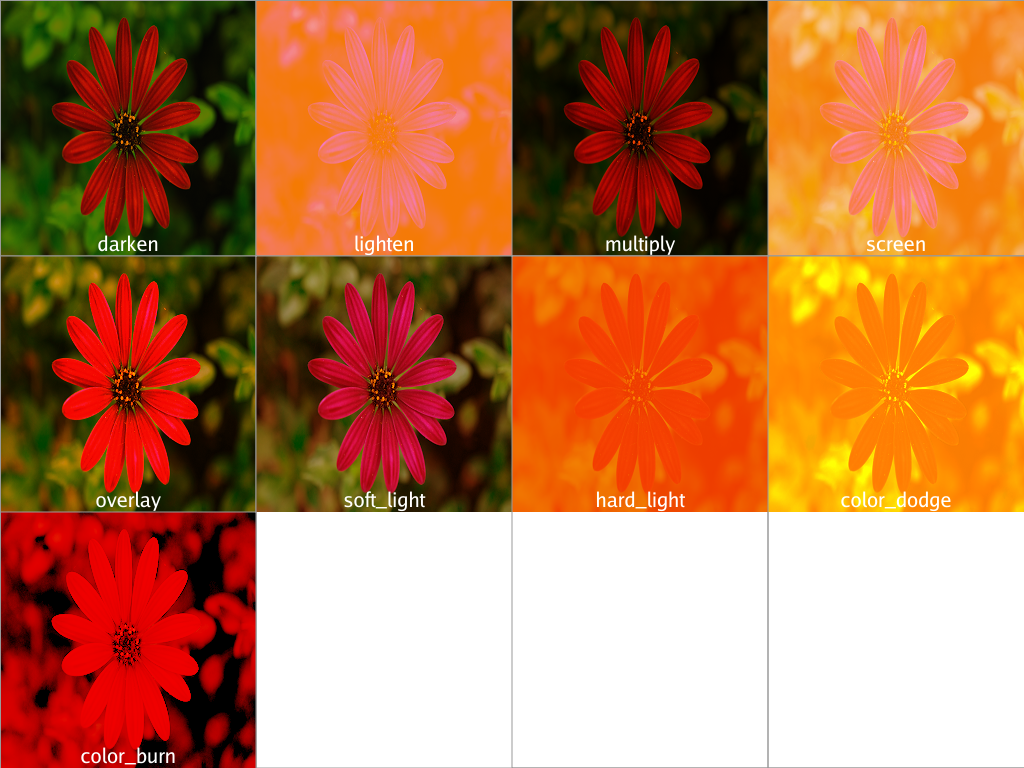 darken
lighten
multiply
screen
overlay
soft_light
hard_light
color_dodge
color_burn